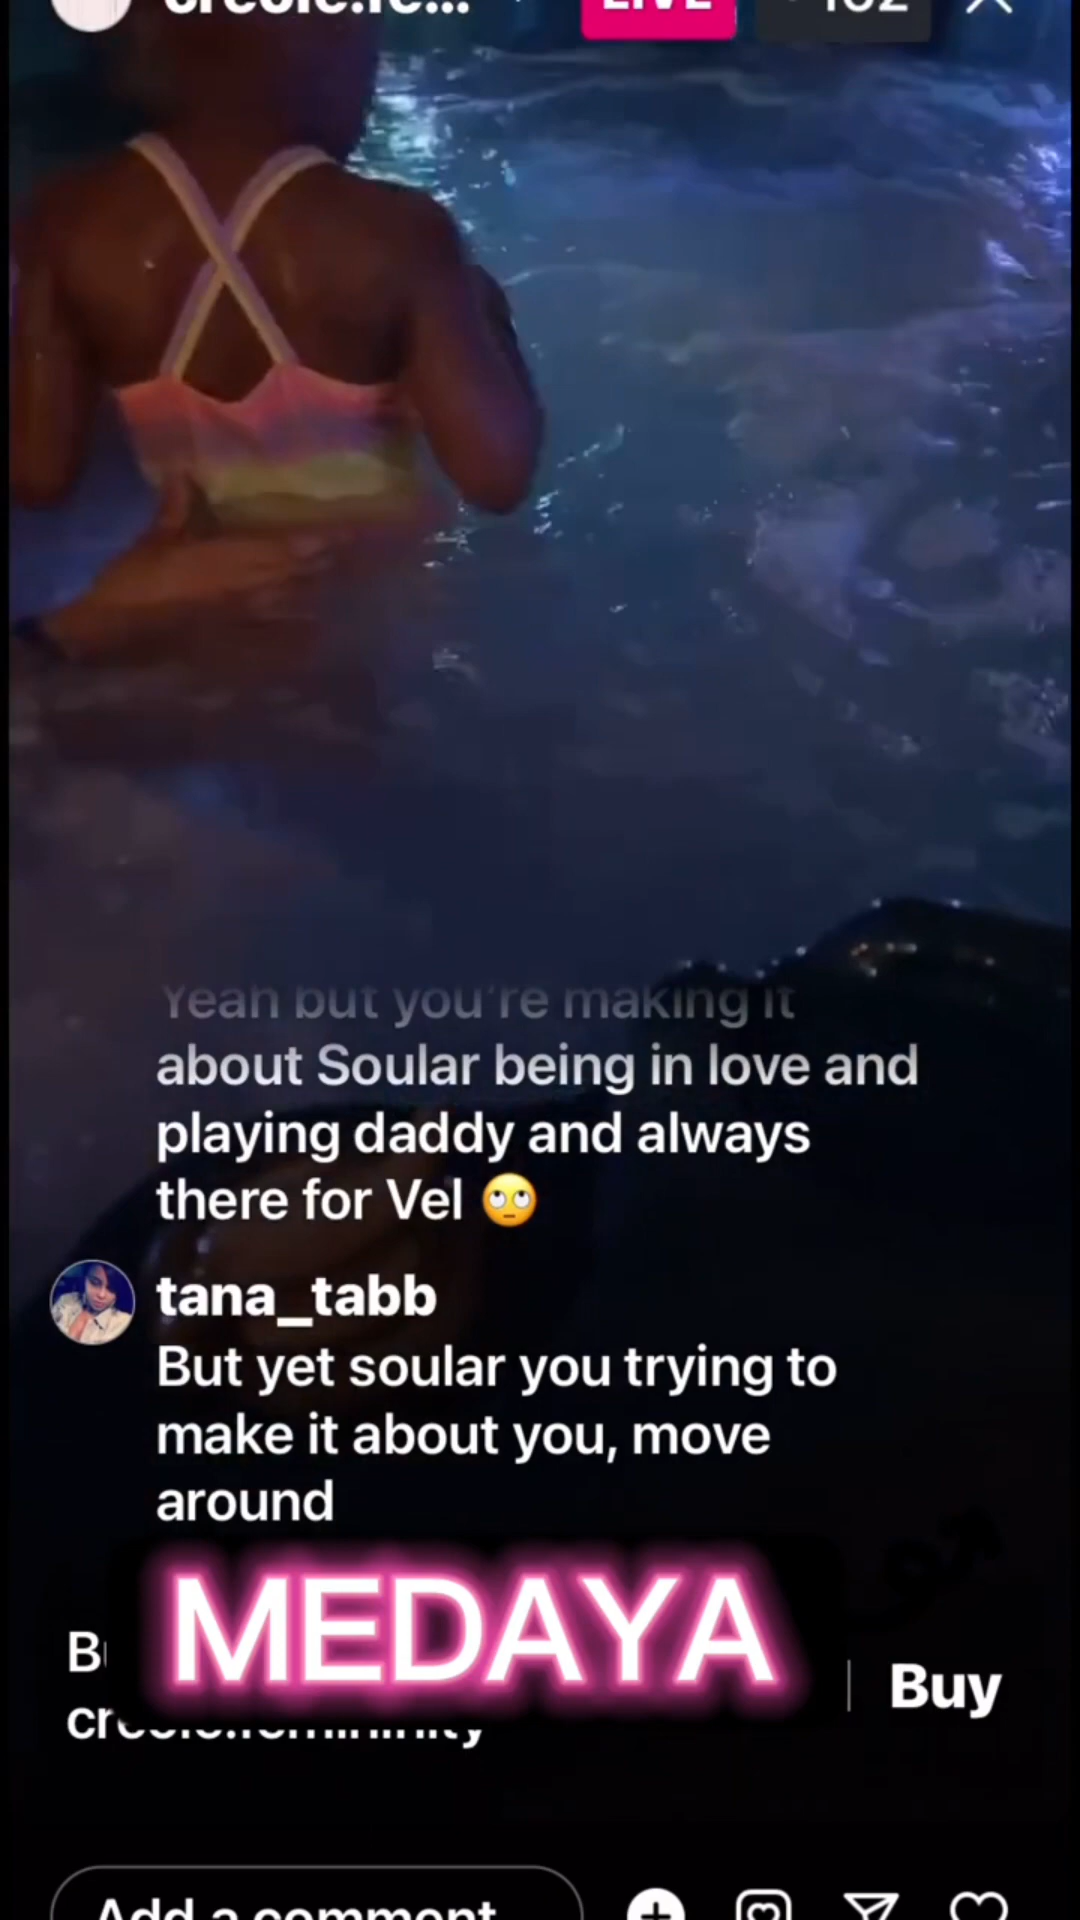 LIVE
Yeah but you're making it
about Soular being in love and
playing daddy and always
there for Vel 🙄
tana_tabb
But yet soular you trying to
make it about you, move
around
MEDAYA
Buy
Add a comment